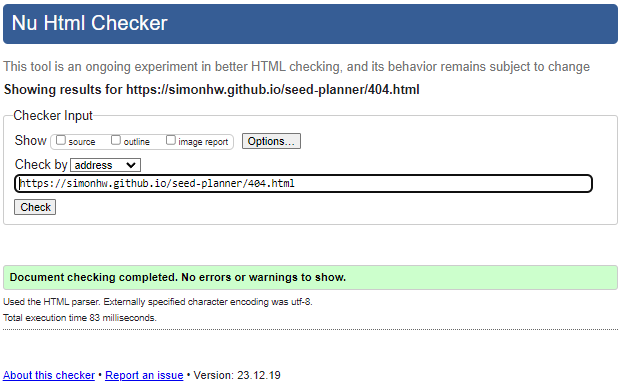 Nu Html Checker
This tool is an ongoing experiment in better HTML checking, and its behavior remains subject to change
Showing results for https://simonhw.github.io/seed-planner/404.html
Checker Input
Show source outline image report Options...
Check by address
https://simonhw.github.io/seed-planner/404.html
Check
Document checking completed. No errors or warnings to show.
Used the HTML parser. Externally specified character encoding was utf-8.
Total execution time 83 milliseconds.
About this checker • Report an issue • Version: 23.12.19